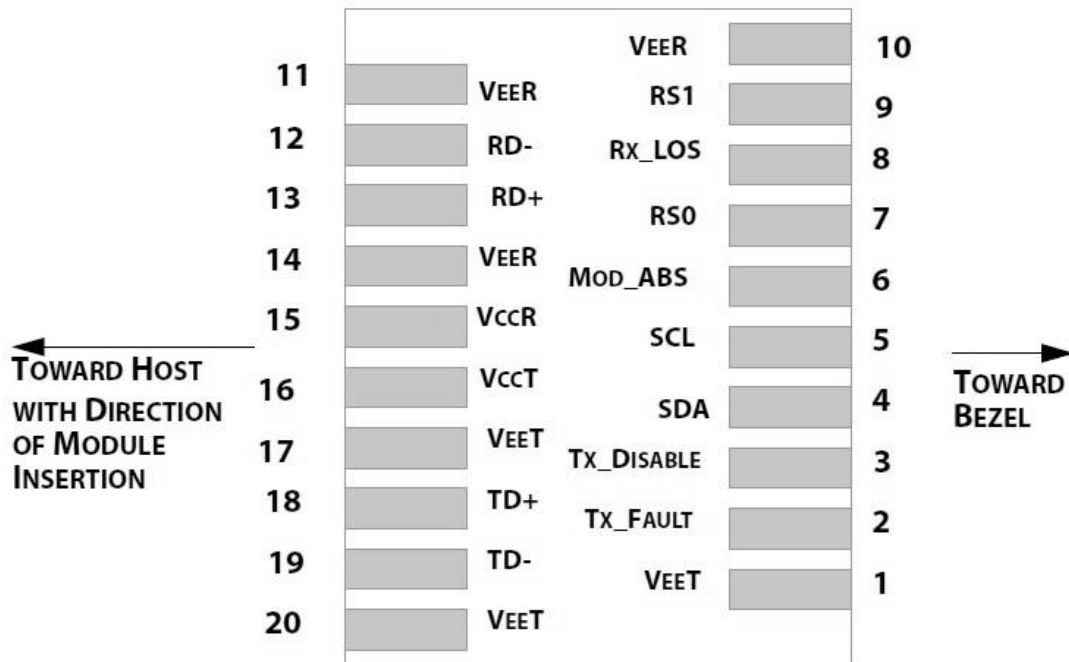 VEER 10
11 VEER
RS1 9
12 RD-
RX_LOS 8
13 RD+
RS0 7
14 VEER
MOD_ABS 6
15 VCCR
SCL 5
TOWARD HOST
WITH DIRECTION
OF MODULE
INSERTION
16 VCCT
TOWARD
BEZEL
SDA 4
17 VEET
TX_DISABLE 3
18 TD+
TX_FAULT 2
19 TD-
VEET 1
20 VEET